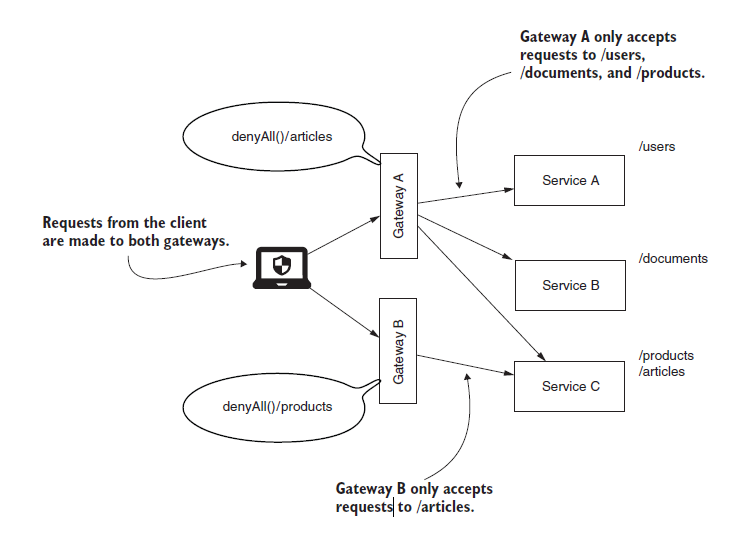 Gateway A only accepts
requests to /users,
/documents, and /products.
denyAll()/articles
/users
Gateway A
Service A
Requests from the client
are made to both gateways.
/documents
Service B
Gateway B
/products
/articles
Service C
denyAll()/products
Gateway B only accepts
requests to /articles.